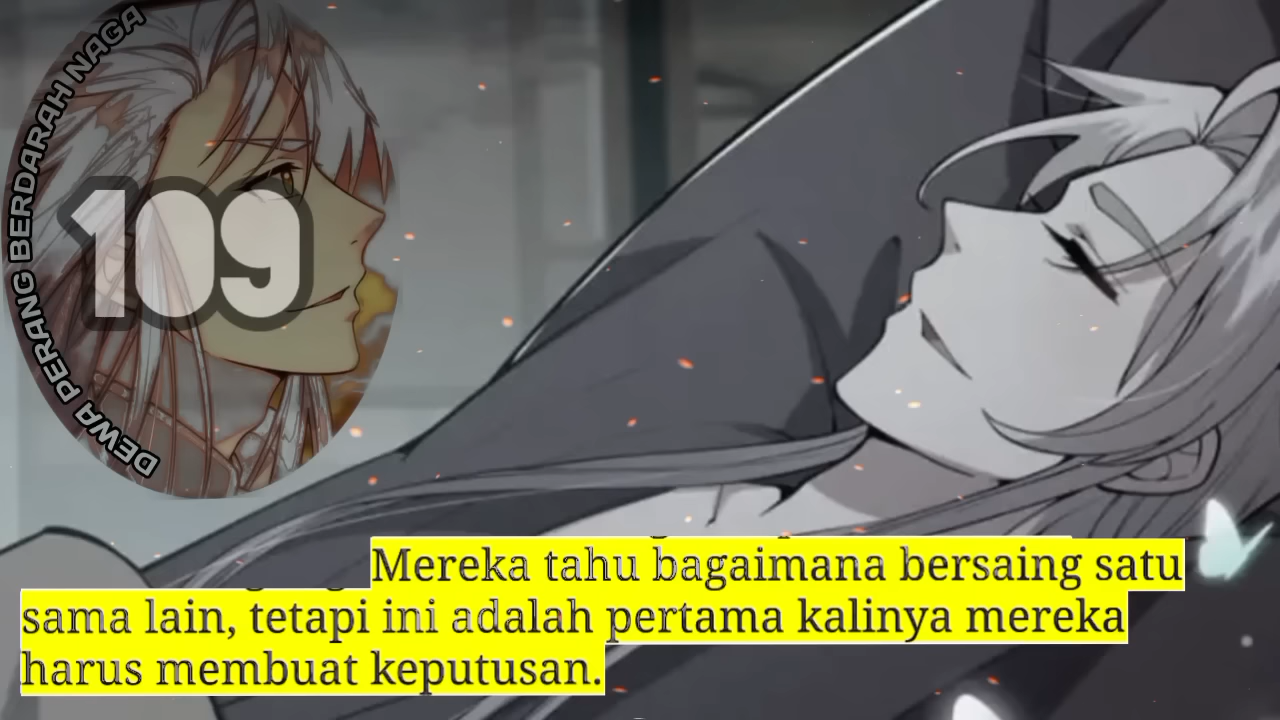 DEWA PERANG BERDARAH NAGA
109
Mereka tahu bagaimana bersaing satu
sama lain, tetapi ini adalah pertama kalinya mereka
harus membuat keputusan.